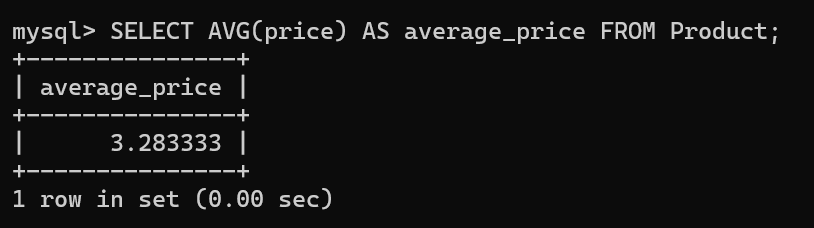 mysql> SELECT AVG(price) AS average_price FROM Product;
+---------------+
| average_price |
+---------------+
|      3.283333 |
+---------------+
1 row in set (0.00 sec)